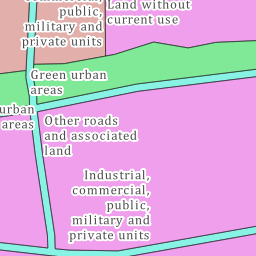 public,
military and
private units
Land without
current use
Green urban
areas
urban
areas
Other roads
and associated
land
Industrial,
commercial,
public,
military and
private units